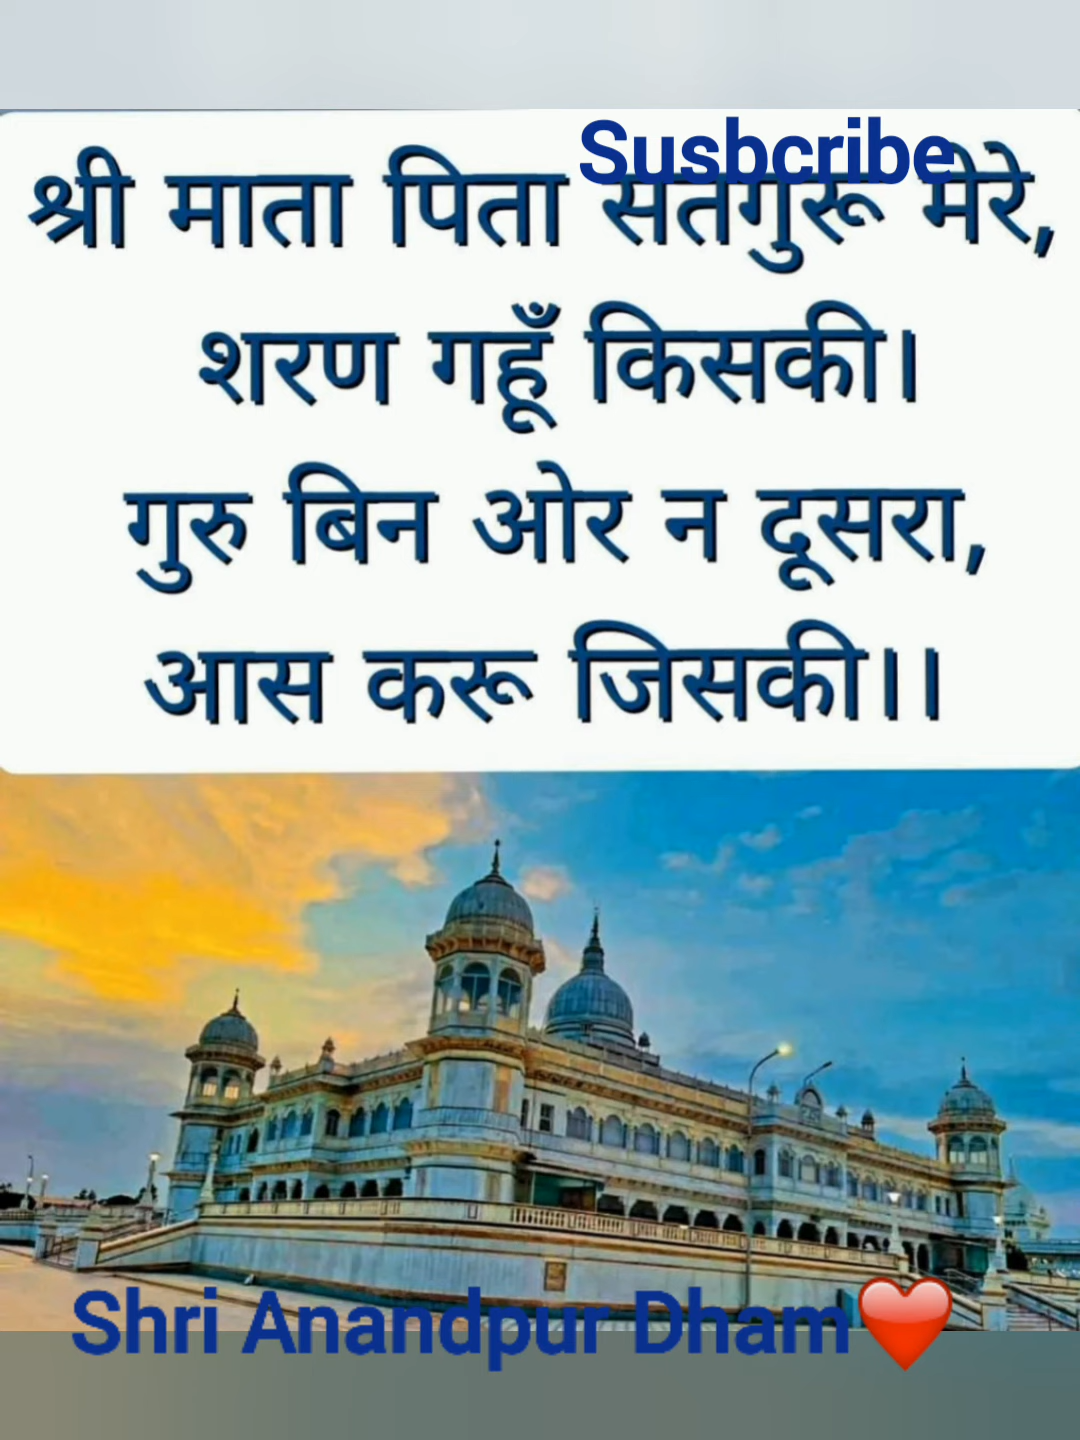 Susbcribe
श्री माता पिता सतगुरू मेरे,
शरण गहूँ किसकी।
गुरु बिन ओर न दूसरा,
आस करू जिसकी।।
Shri Anandpur Dham❤️